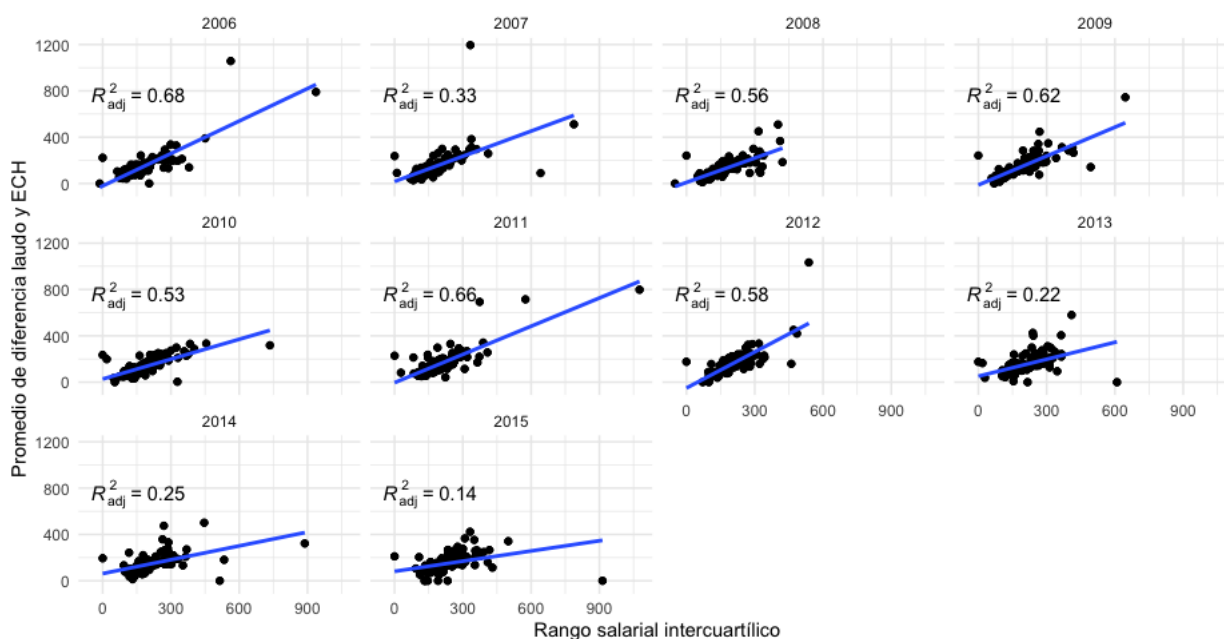 2006 2007 2008 2009
1200
800
400
0
R²adj = 0.68 R²adj = 0.33 R²adj = 0.56 R²adj = 0.62
2010 2011 2012 2013
1200
800
400
0
R²adj = 0.53 R²adj = 0.66 R²adj = 0.58 R²adj = 0.22
0 300 600 900 0 300 600 900
2014 2015
1200
800
400
0
R²adj = 0.25 R²adj = 0.14
0 300 600 900 0 300 600 900
Promedio de diferencia laudo y ECH
Rango salarial intercuartílico